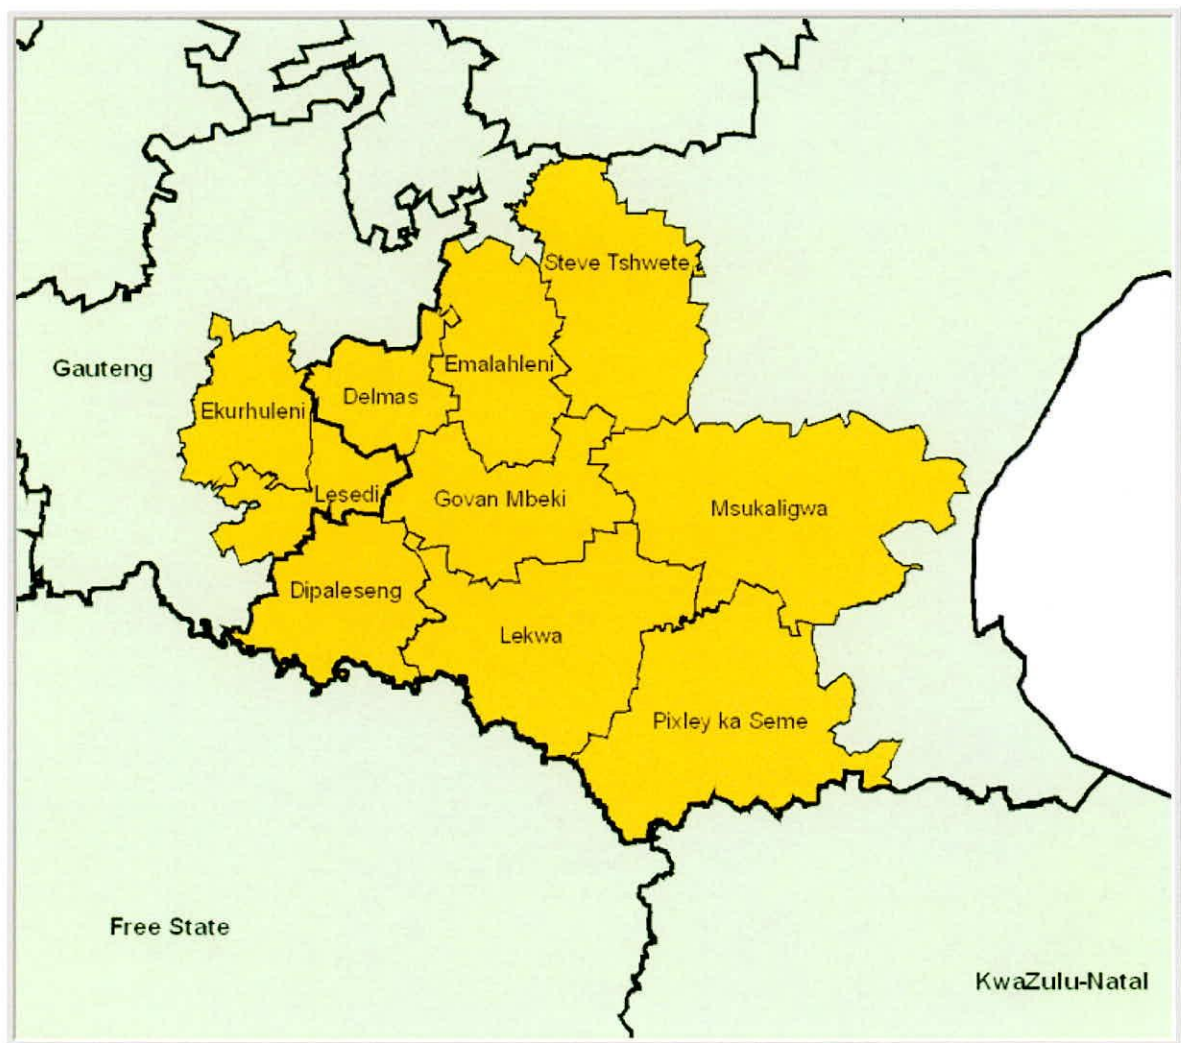 Steve Tshwete
Gauteng
Emalahleni
Delmas
Ekurhuleni
Lesedi
Govan Mbeki
Msukaligwa
Dipaleseng
Lekwa
Pixley ka Seme
Free State
KwaZulu-Natal